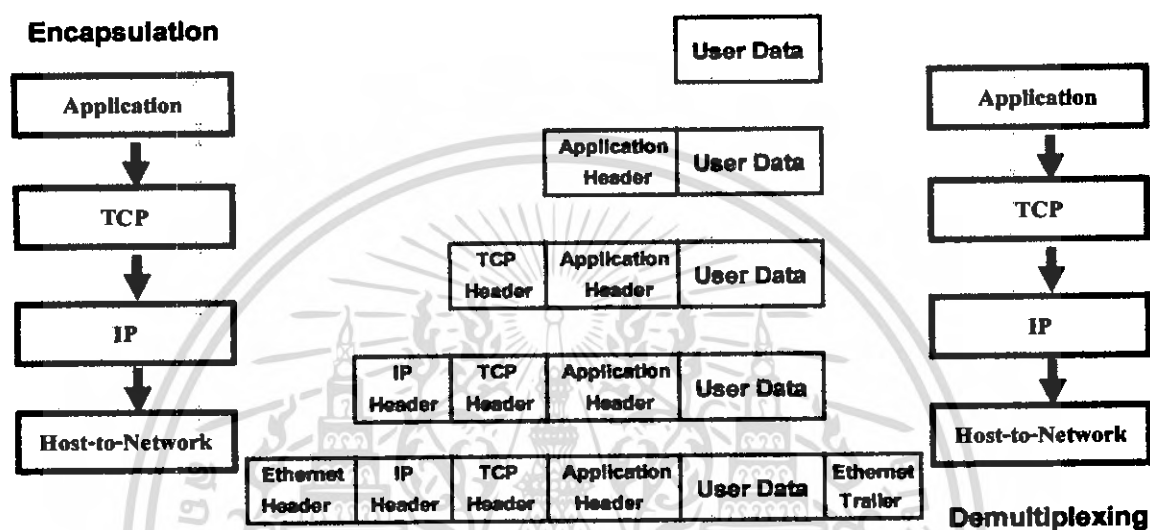 Encapsulation
Application
TCP
IP
Host-to-Network
User Data
Application
Header
User Data
TCP
Header
Application
Header
User Data
IP
Header
TCP
Header
Application
Header
User Data
Ethernet
Header
IP
Header
TCP
Header
Application
Header
User Data
Ethernet
Trailer
Application
TCP
IP
Host-to-Network
Demultiplexing